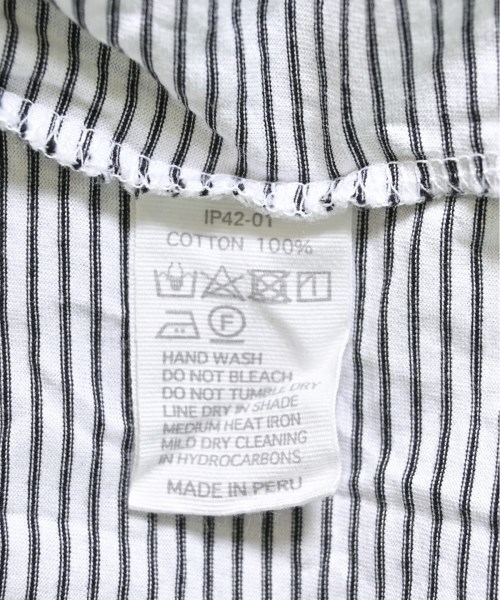 IP42-01
COTTON 100%
F
HAND WASH
DO NOT BLEACH
DO NOT TUMBLE DRY
LINE DRY IN SHADE
MEDIUM HEAT IRON
MILD DRY CLEANING
IN HYDROCARBONS
MADE IN PERU